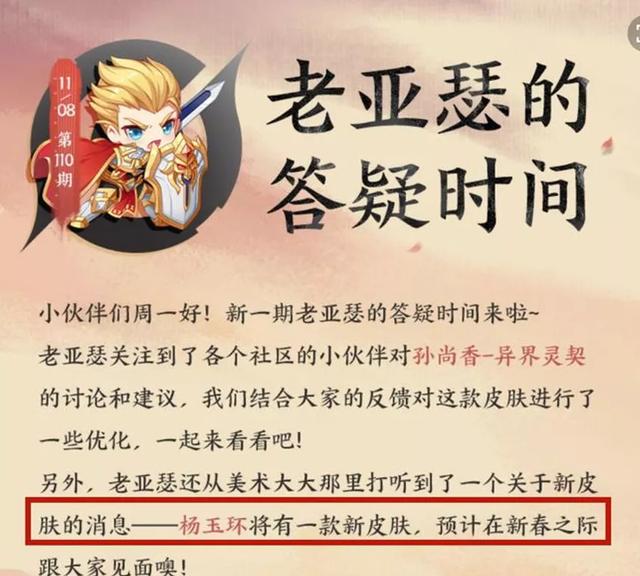 11
08
第
110
期
老亚瑟的
答疑时间
小伙伴们周一好！新一期老亚瑟的答疑时间来啦~
老亚瑟关注到了各个社区的小伙伴对孙尚香-异界灵契
的讨论和建议，我们结合大家的反馈对这款皮肤进行了
一些优化，一起来看看吧！
另外，老亚瑟还从美术大大那里打听到了一个关于新皮
肤的消息——杨玉环将有一款新皮肤，预计在新春之际
跟大家见面噢！